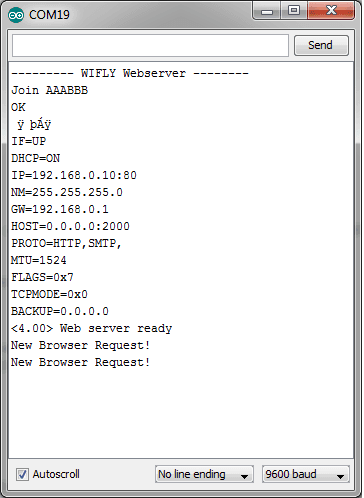 COM19
Send
--------- WIFLY Webserver --------
Join AAABBB
OK
ÿ þÁÿ
IF=UP
DHCP=ON
IP=192.168.0.10:80
NM=255.255.255.0
GW=192.168.0.1
HOST=0.0.0.0:2000
PROTO=HTTP,SMTP,
MTU=1524
FLAGS=0x7
TCPMODE=0x0
BACKUP=0.0.0.0
<4.00> Web server ready
New Browser Request!
New Browser Request!
Autoscroll No line ending 9600 baud